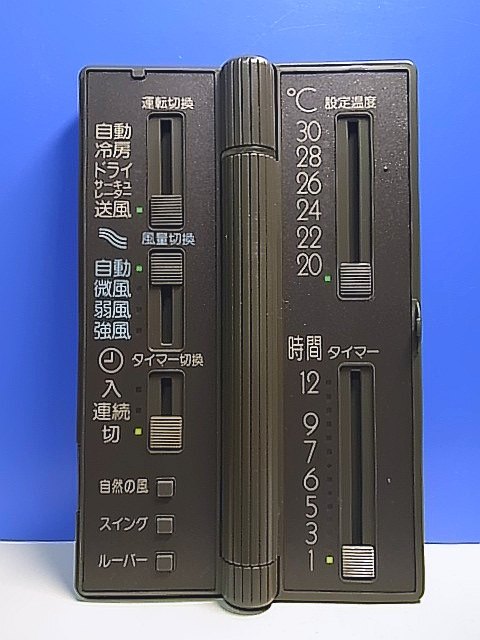 運転切換
自動
冷房
ドライ
サーキュ
レーター
送風
風量切換
自動
微風
弱風
強風
タイマー切換
入
連続
切
自然の風
スイング
ルーバー
℃ 設定温度
30
28
26
24
22
20
時間 タイマー
12
9
7
6
5
3
1